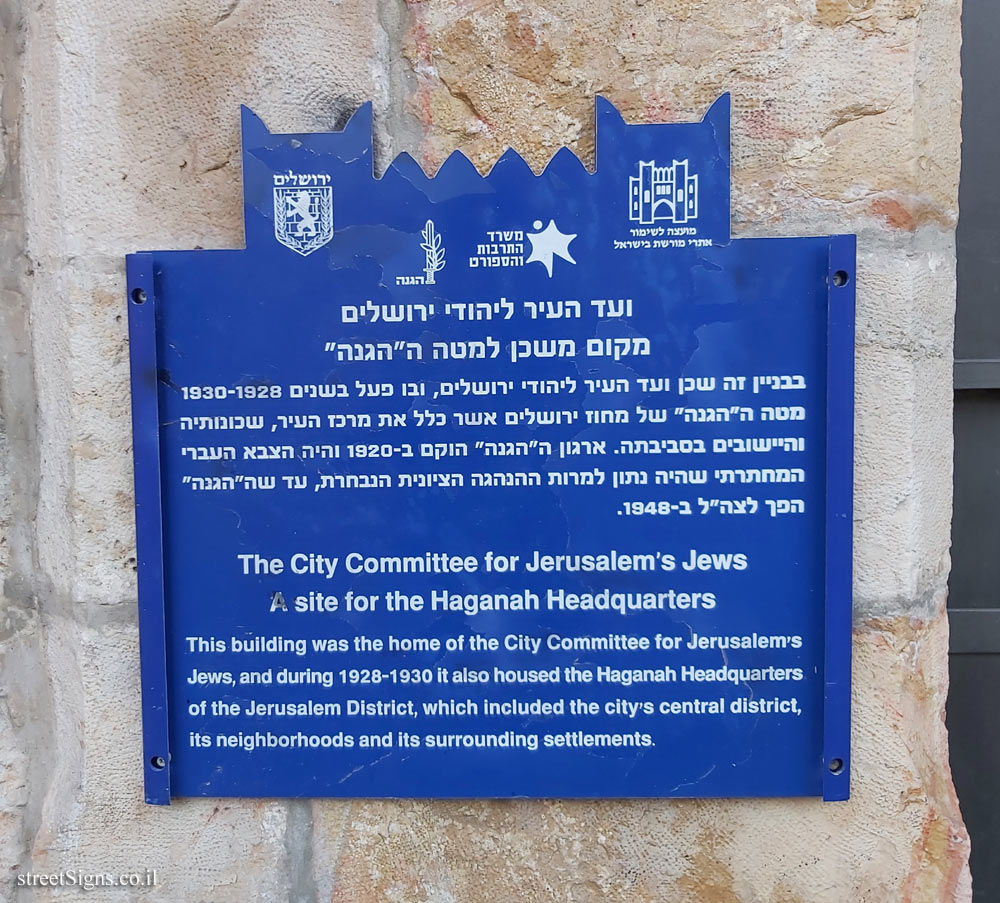 ירושלים
הגנה
משרד
התרבות
והספורט
מועצה לשימור
אתרי מורשת בישראל
ועד העיר ליהודי ירושלים
מקום משכן למטה ה"הגנה"
בבניין זה שכן ועד העיר ליהודי ירושלים, ובו פעל בשנים 1930-1928
מטה ה"הגנה" של מחוז ירושלים אשר כלל את מרכז העיר, שכונותיה
והיישובים בסביבתה. ארגון ה"הגנה" הוקם ב-1920 והיה הצבא העברי
המחתרתי שהיה נתון למרות ההנהגה הציונית הנבחרת, עד שה"הגנה"
הפך לצה"ל ב-1948.
The City Committee for Jerusalem's Jews
A site for the Haganah Headquarters
This building was the home of the City Committee for Jerusalem's
Jews, and during 1928-1930 it also housed the Haganah Headquarters
of the Jerusalem District, which included the city's central district,
its neighborhoods and its surrounding settlements.
streetSigns.co.il